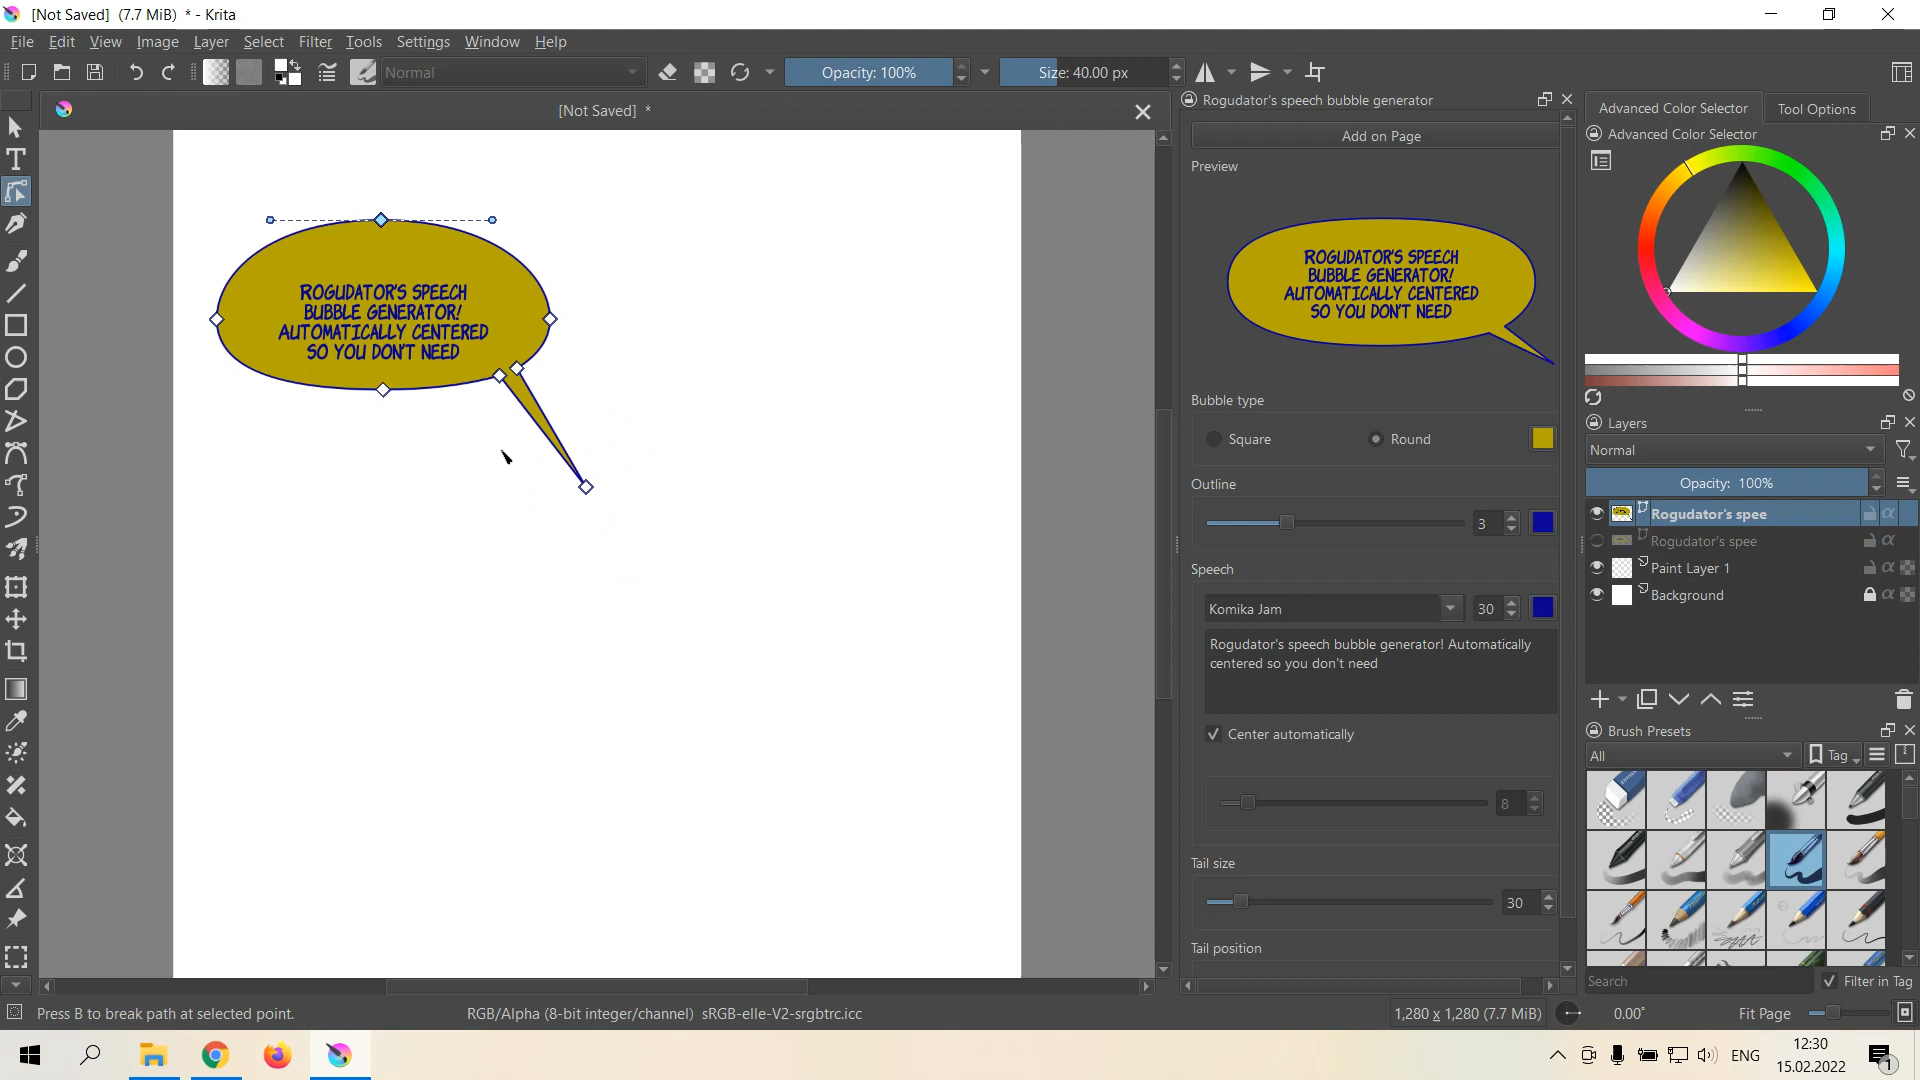 [Not Saved]  (7.7 MiB)  * - Krita
File Edit View Image Layer Select Filter Tools Settings Window Help
Normal
Opacity: 100%
Size: 40.00 px
[Not Saved]  *
Rogudator's speech bubble generator
Advanced Color Selector
Tool Options
Advanced Color Selector
Add on Page
Preview
ROGUDATOR'S SPEECH
BUBBLE GENERATOR!
AUTOMATICALLY CENTERED
SO YOU DON'T NEED
ROGUDATOR'S SPEECH
BUBBLE GENERATOR!
AUTOMATICALLY CENTERED
SO YOU DON'T NEED
Bubble type
Square
Round
Outline
3
Speech
Komika Jam
30
Rogudator's speech bubble generator! Automatically
centered so you don't need
Center automatically
8
Tail size
30
Tail position
Layers
Normal
Opacity:  100%
Rogudator's spee
Rogudator's spee
Paint Layer 1
Background
Brush Presets
All
Tag
Search
Filter in Tag
Press B to break path at selected point.
RGB/Alpha (8-bit integer/channel)  sRGB-elle-V2-srgbtrc.icc
1,280 x 1,280 (7.7 MiB)
0.00°
Fit Page
ENG
12:30
15.02.2022
1